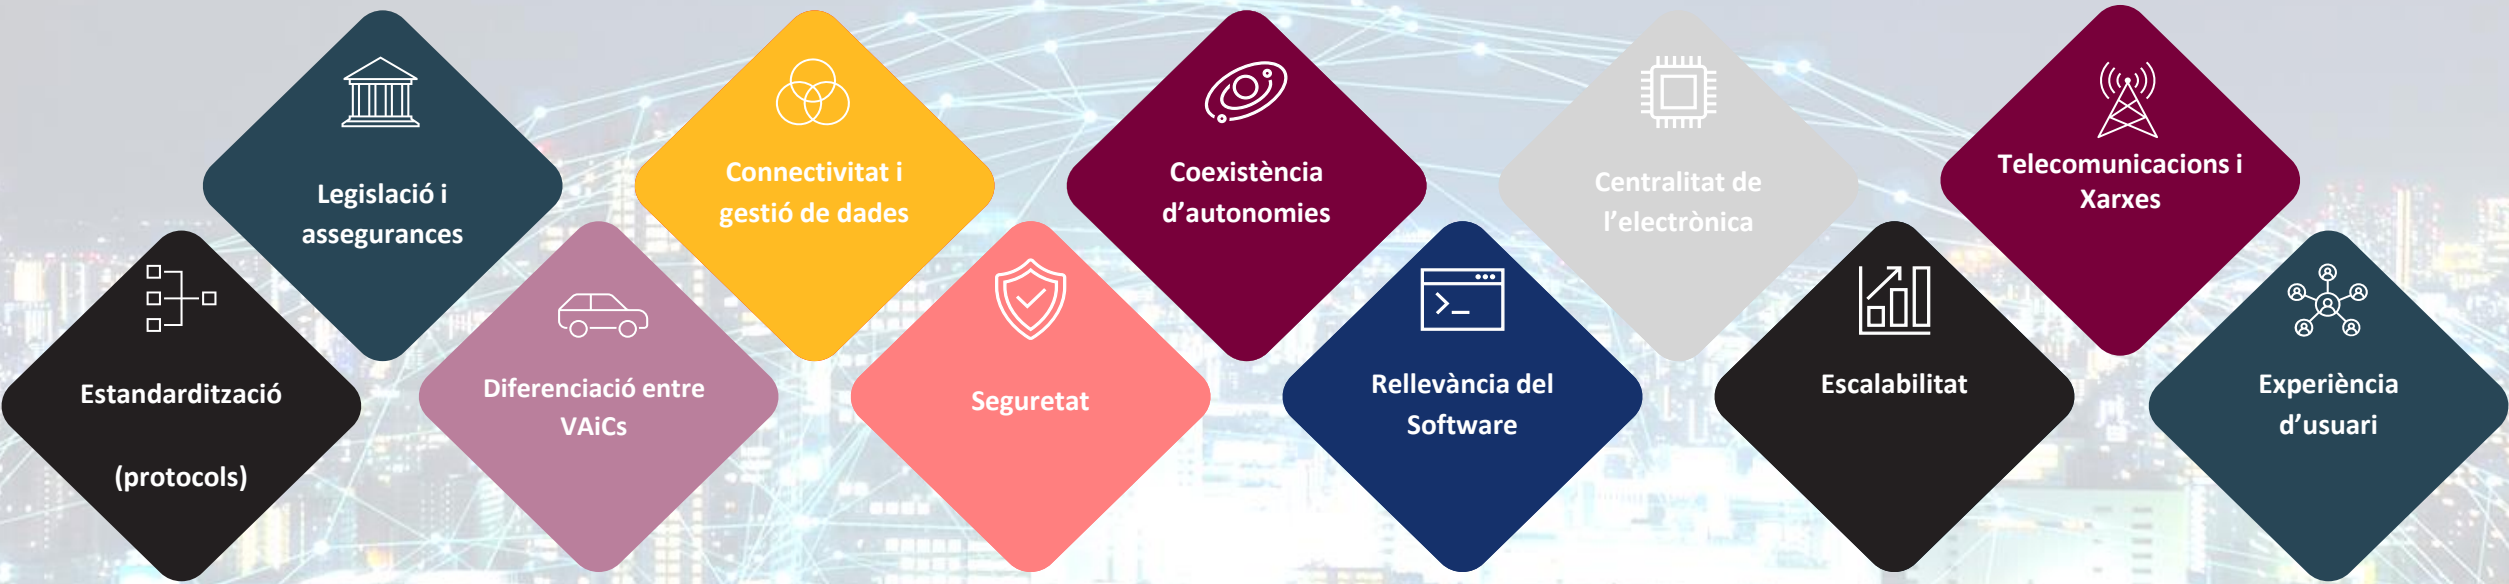 Estandardització
(protocols)
Legislació i
assegurances
Diferenciació entre
VAiCs
Connectivitat i
gestió de dades
Seguretat
Coexistència
d’autonomies
Rellevància del
Software
Centralitat de
l’electrònica
Escalabilitat
Telecomunicacions i
Xarxes
Experiència
d’usuari